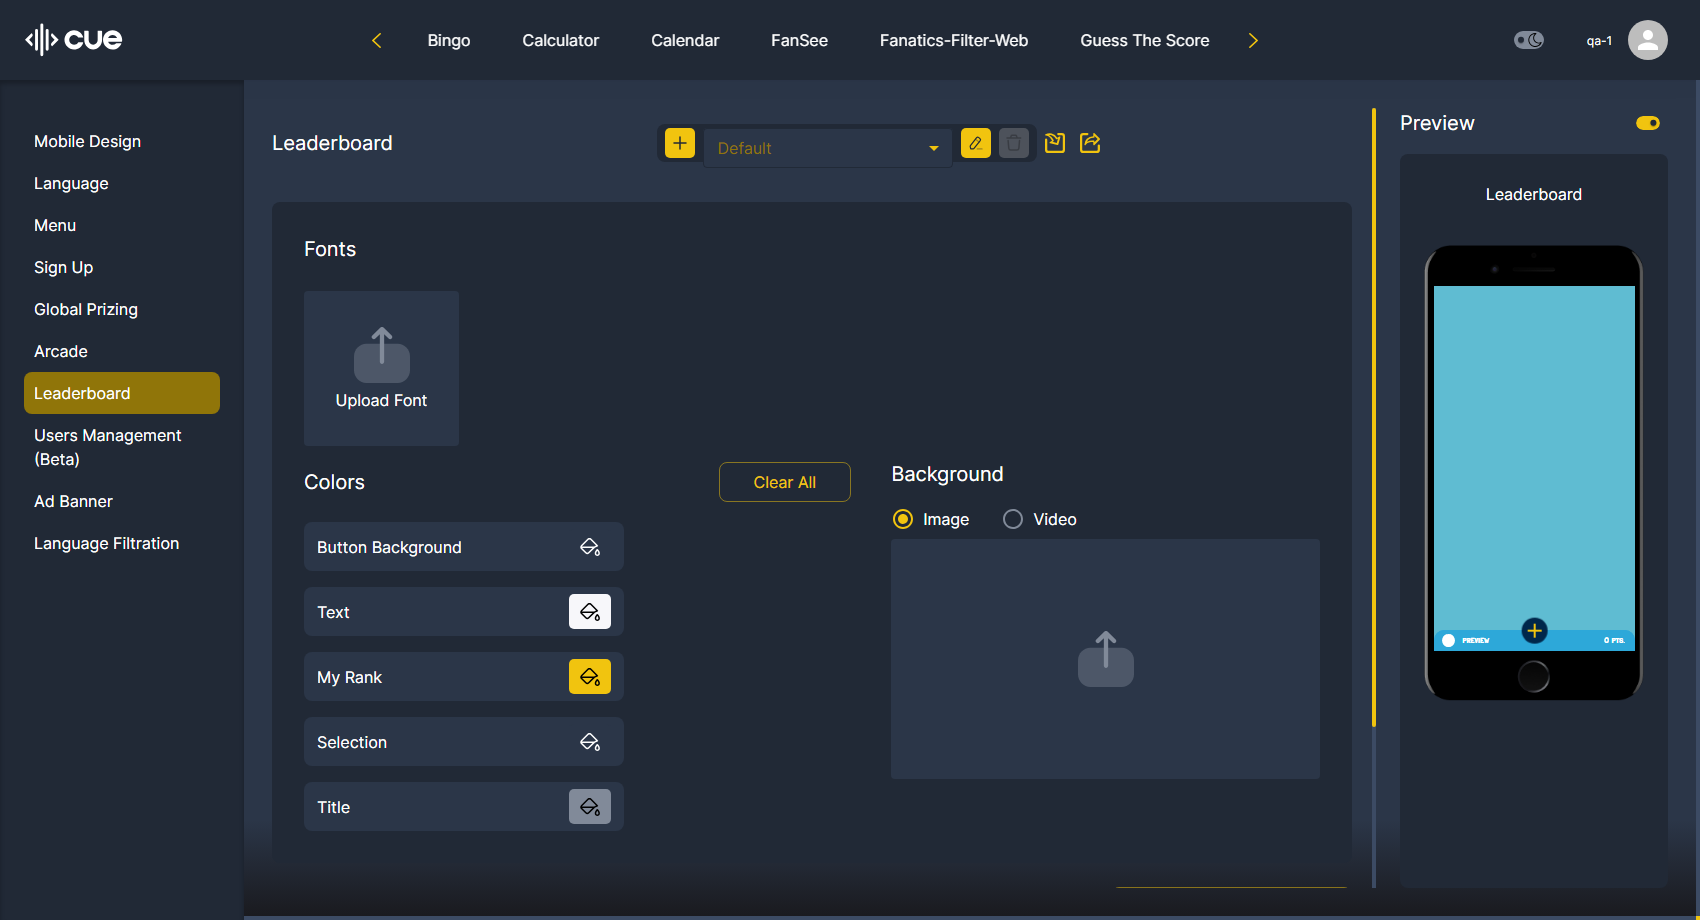 cue
Bingo
Calculator
Calendar
FanSee
Fanatics-Filter-Web
Guess The Score
qa-1
Mobile Design
Language
Menu
Sign Up
Global Prizing
Arcade
Leaderboard
Users Management
(Beta)
Ad Banner
Language Filtration
Leaderboard
Default
Fonts
Upload Font
Colors
Clear All
Button Background
Text
My Rank
Selection
Title
Background
Image
Video
Preview
Leaderboard
PREVIEW
0 PTS.